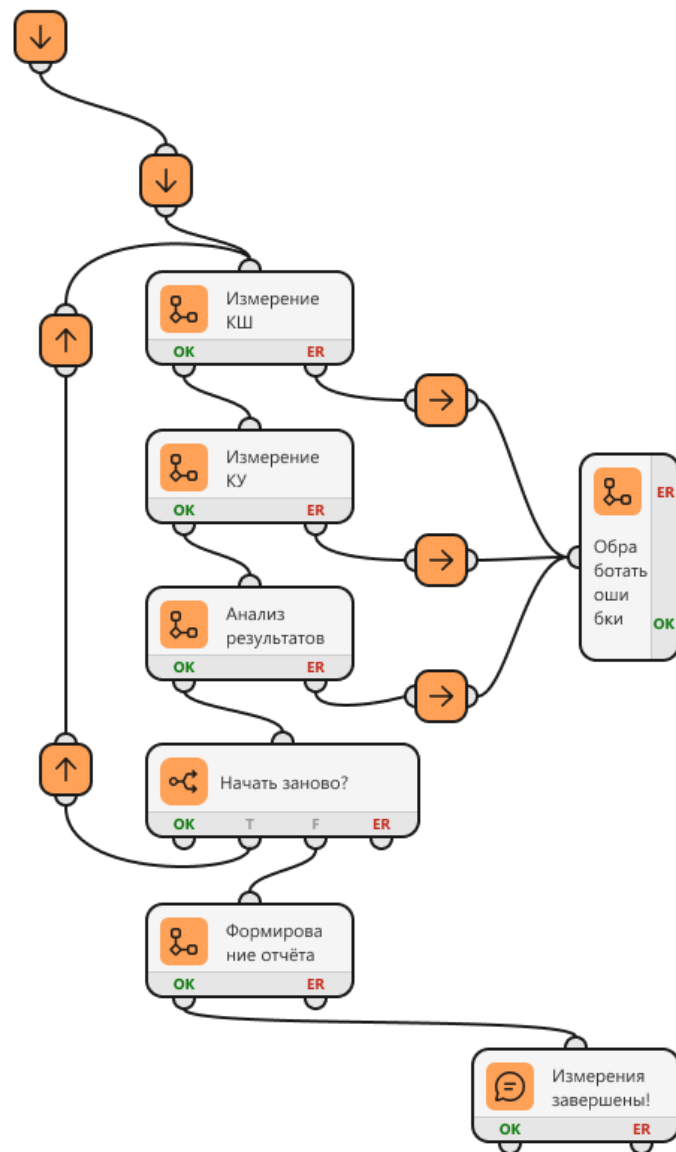 Измерение
КШ
OK ER
Измерение
КУ
OK ER
ER
Обра
ботать
оши
бки
OK
Анализ
результатов
OK ER
Начать заново?
OK T F ER
Формирова
ние отчёта
OK ER
Измерения
завершены!
OK ER